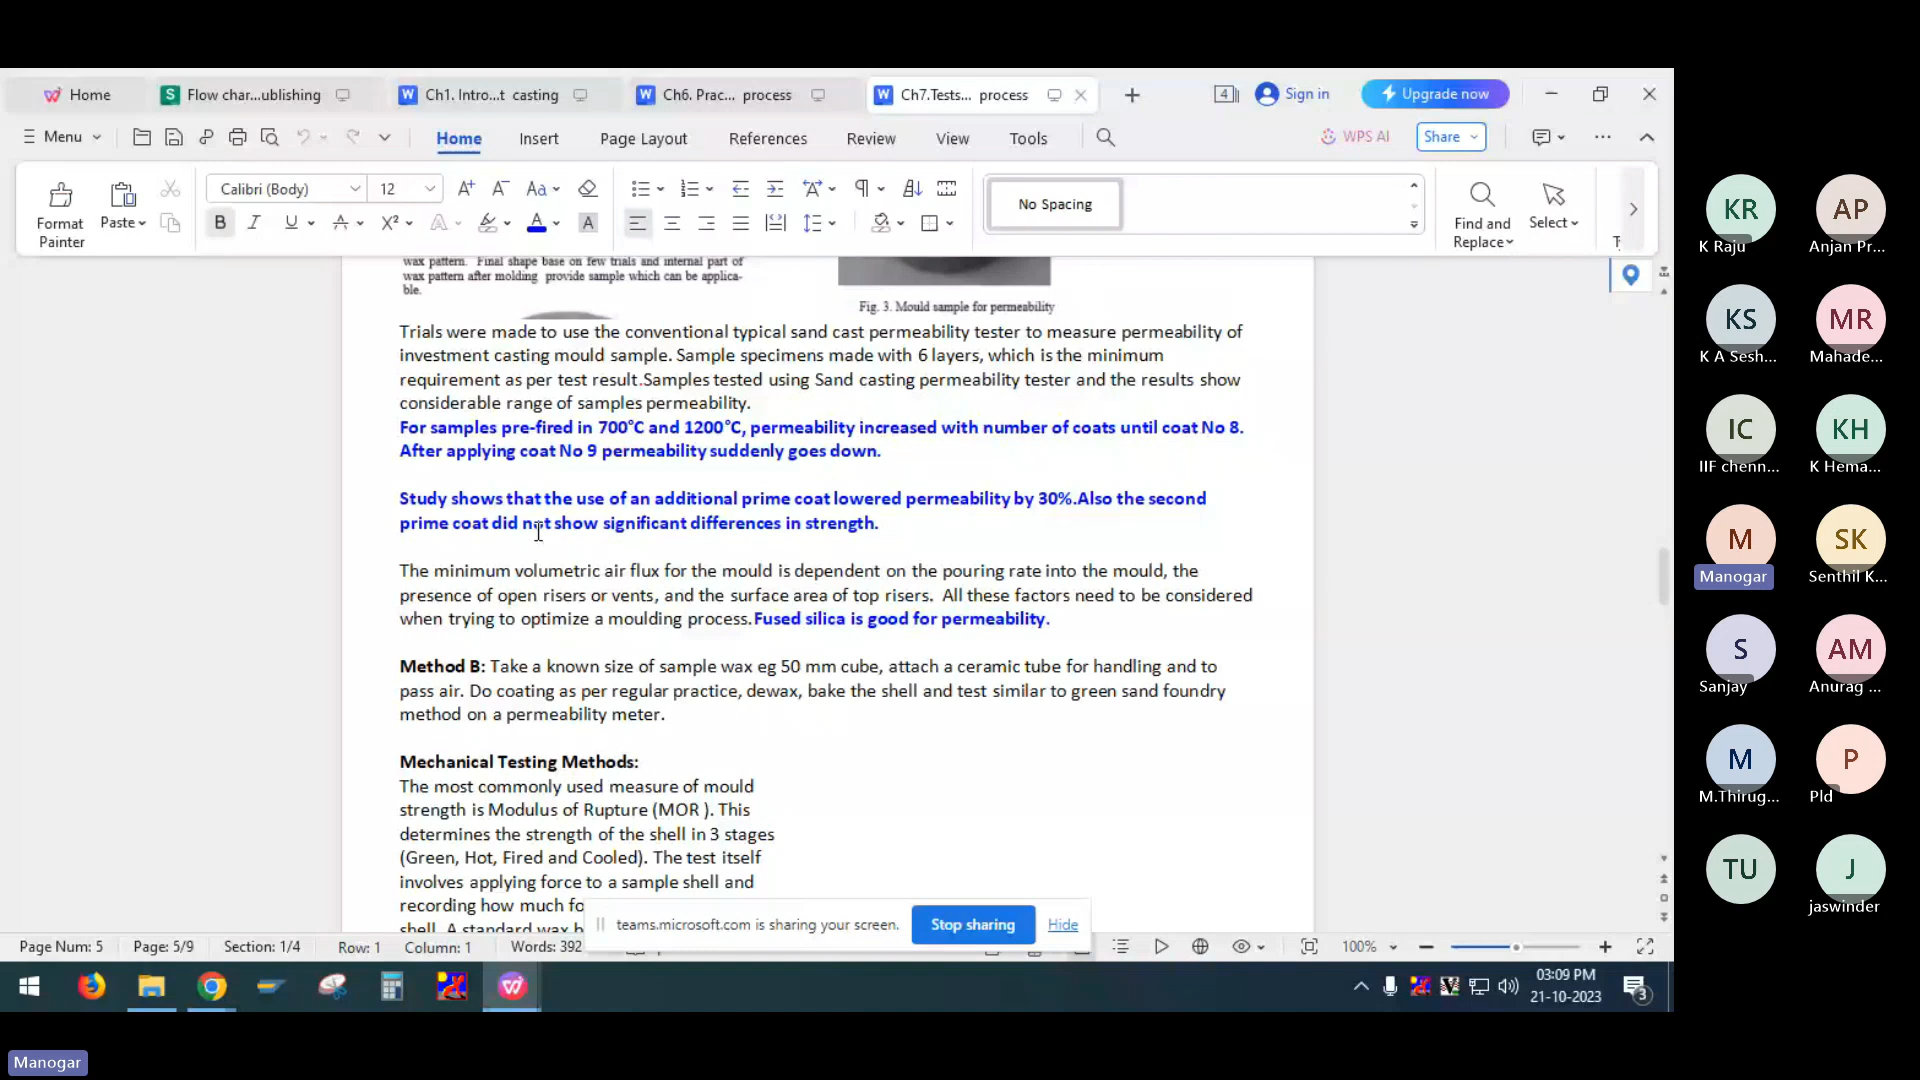 Home
Flow char...ublishing
Ch1. Intro...t casting
Ch6. Prac... process
Ch7.Tests... process
4
Sign in
Upgrade now
Menu
Home
Insert
Page Layout
References
Review
View
Tools
WPS AI
Share
Format
Painter
Paste
Calibri (Body)
12
No Spacing
Find and
Replace
Select
wax pattern. Final shape base on few trials and internal part of
wax pattern after molding provide sample which can be applica-
ble.
Fig. 3. Mould sample for permeability
Trials were made to use the conventional typical sand cast permeability tester to measure permeability of
investment casting mould sample. Sample specimens made with 6 layers, which is the minimum
requirement as per test result.Samples tested using Sand casting permeability tester and the results show
considerable range of samples permeability.
For samples pre-fired in 700°C and 1200°C, permeability increased with number of coats until coat No 8.
After applying coat No 9 permeability suddenly goes down.
Study shows that the use of an additional prime coat lowered permeability by 30%.Also the second
prime coat did not show significant differences in strength.
The minimum volumetric air flux for the mould is dependent on the pouring rate into the mould, the
presence of open risers or vents, and the surface area of top risers. All these factors need to be considered
when trying to optimize a moulding process.Fused silica is good for permeability.
Method B: Take a known size of sample wax eg 50 mm cube, attach a ceramic tube for handling and to
pass air. Do coating as per regular practice, dewax, bake the shell and test similar to green sand foundry
method on a permeability meter.
Mechanical Testing Methods:
The most commonly used measure of mould
strength is Modulus of Rupture (MOR ). This
determines the strength of the shell in 3 stages
(Green, Hot, Fired and Cooled). The test itself
involves applying force to a sample shell and
recording how much fo
shell. A standard wax b
teams.microsoft.com is sharing your screen.
Stop sharing
Hide
Page Num: 5
Page: 5/9
Section: 1/4
Row: 1
Column: 1
Words: 392
100%
03:09 PM
21-10-2023
3
KR
K Raju
AP
Anjan Pr...
KS
K A Sesh...
MR
Mahade...
IC
IIF chenn...
KH
K Hema...
M
Manogar
SK
Senthil K...
S
Sanjay
AM
Anurag ...
M
M.Thirug...
P
Pld
TU
J
jaswinder
Manogar